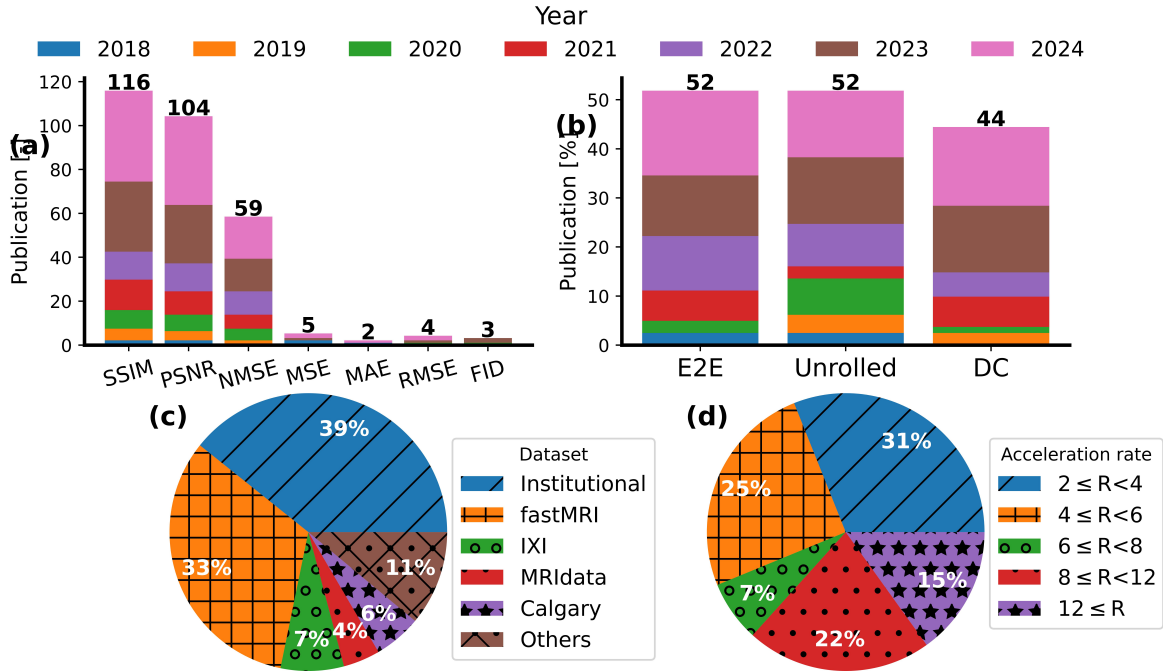 Year
2018 2019 2020 2021 2022 2023 2024
(a)
Publication [
120
100
80
60
40
20
0
116
104
59
5
2
4
3
SSIM PSNR NMSE MSE MAE RMSE FID
(b)
Publication [%]
50
40
30
20
10
0
52
52
44
E2E Unrolled DC
(c)
39%
33%
7%
4%
6%
11%
Dataset
Institutional
fastMRI
IXI
MRIdata
Calgary
Others
(d)
31%
25%
7%
22%
15%
Acceleration rate
2 ≤ R<4
4 ≤ R<6
6 ≤ R<8
8 ≤ R<12
12 ≤ R